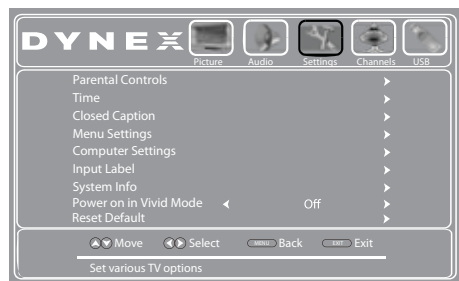 DYNEX
Picture Audio Settings Channels USB
Parental Controls
Time
Closed Caption
Menu Settings
Computer Settings
Input Label
System Info
Power on in Vivid Mode Off
Reset Default
Move Select MENU Back EXIT Exit
Set various TV options